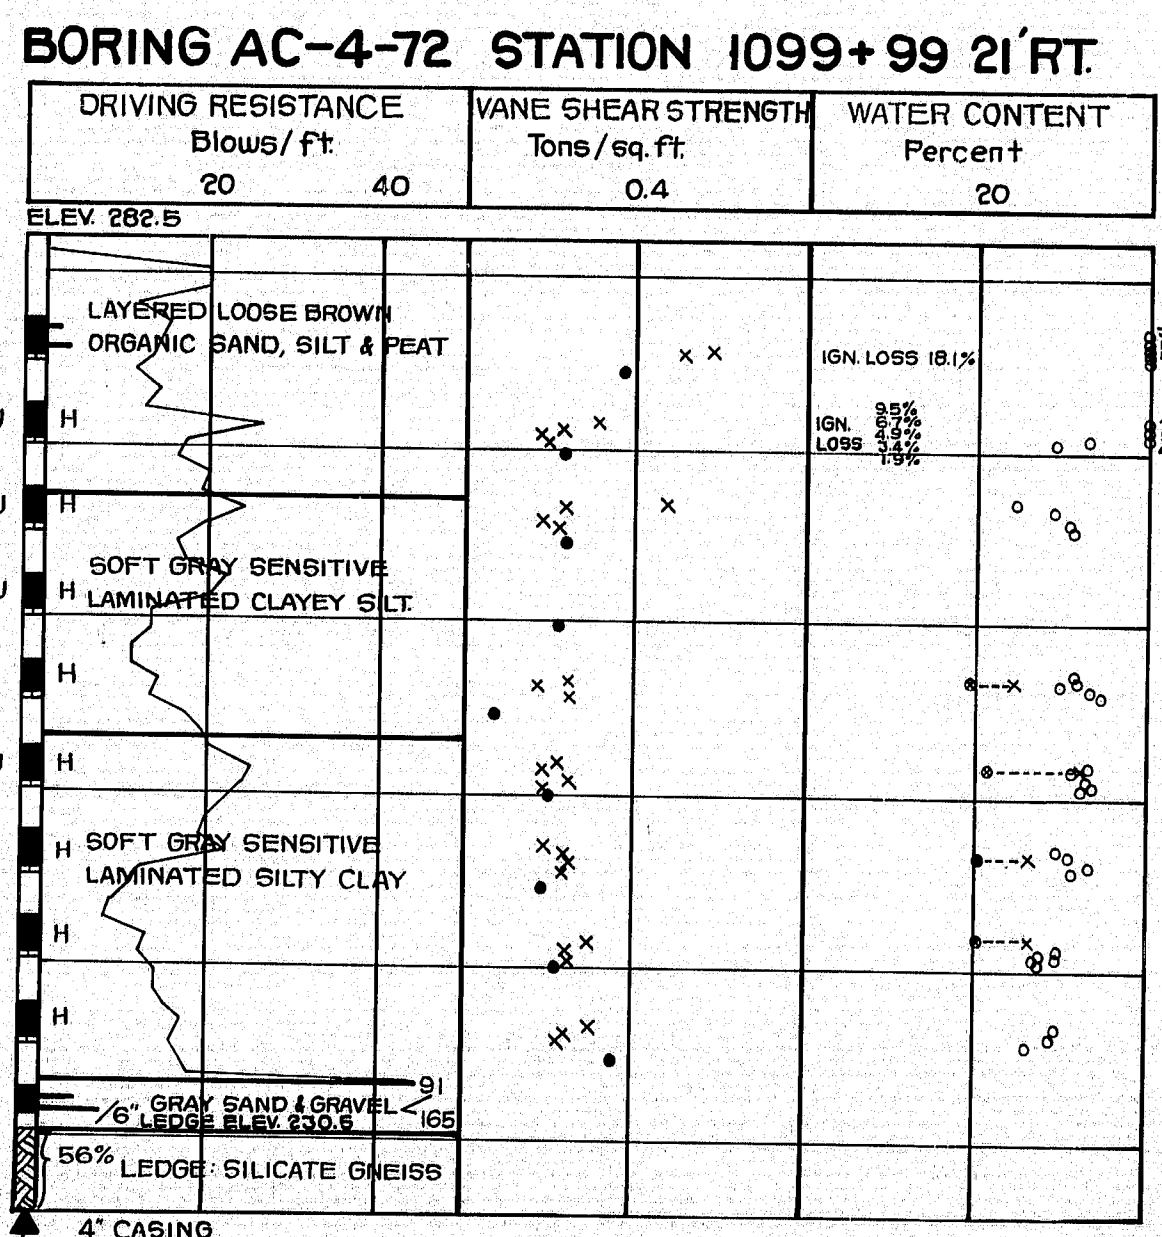 BORING AC-4-72 STATION 1099+99 21'RT.
DRIVING RESISTANCE
Blows/ft.
20 40
VANE SHEAR STRENGTH
Tons/sq.ft.
0.4
WATER CONTENT
Percent
20
ELEV. 282.5
LAYERED LOOSE BROWN
ORGANIC SAND, SILT & PEAT
IGN. LOSS 18.1%
H
9.5%
IGN. 6.7%
4.9%
LOSS 3.4%
1.9%
H
SOFT GRAY SENSITIVE
H LAMINATED CLAYEY SILT.
H
H
H SOFT GRAY SENSITIVE
LAMINATED SILTY CLAY
H
H
91
/6" GRAY SAND & GRAVEL
LEDGE ELEV. 230.5 165
56% LEDGE: SILICATE GNEISS
4" CASING